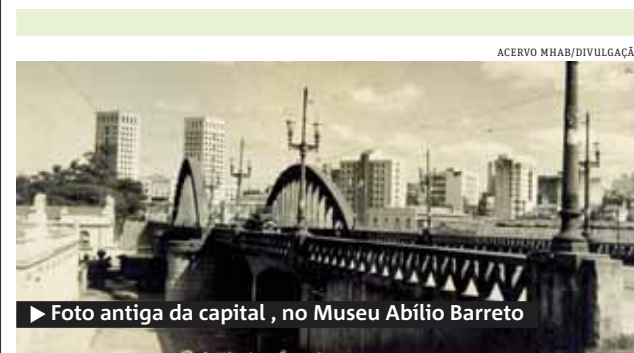 ACERVO MHAB/DIVULGAÇÃ
▶ Foto antiga da capital , no Museu Abílio Barreto